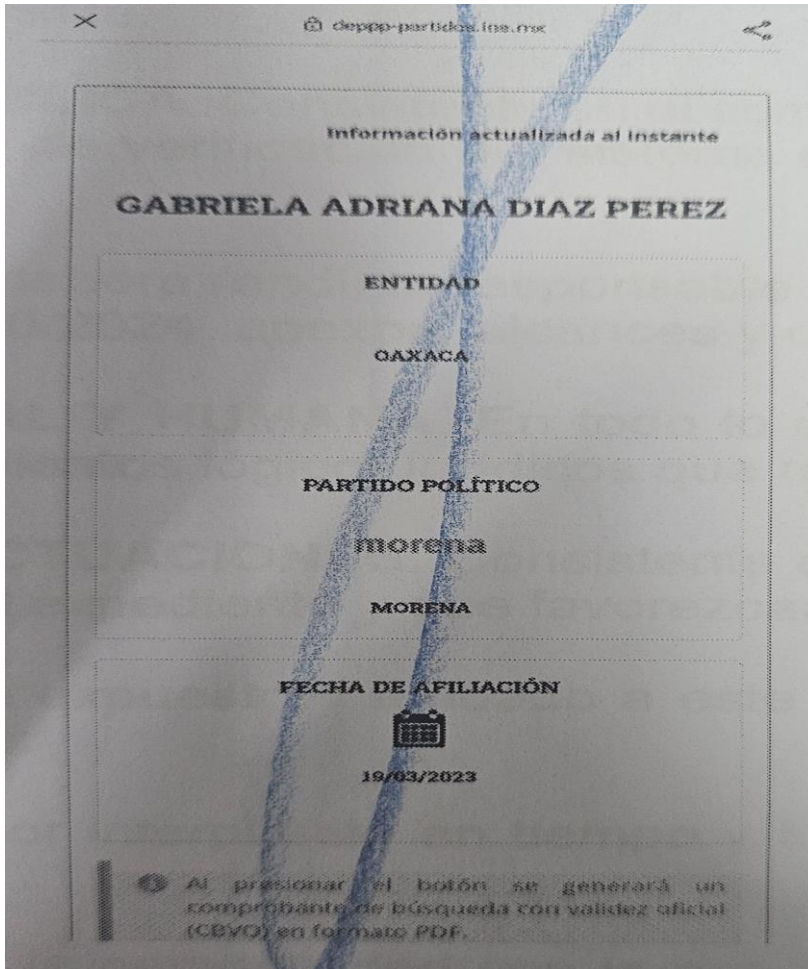 deppp-partidos.ine.mx
Información actualizada al instante
GABRIELA ADRIANA DIAZ PEREZ
ENTIDAD
OAXACA
PARTIDO POLÍTICO
morena
MORENA
FECHA DE AFILIACIÓN
19/03/2023
Al presionar el botón se generará un
comprobante de búsqueda con validez oficial
(CBVO) en formato PDF.